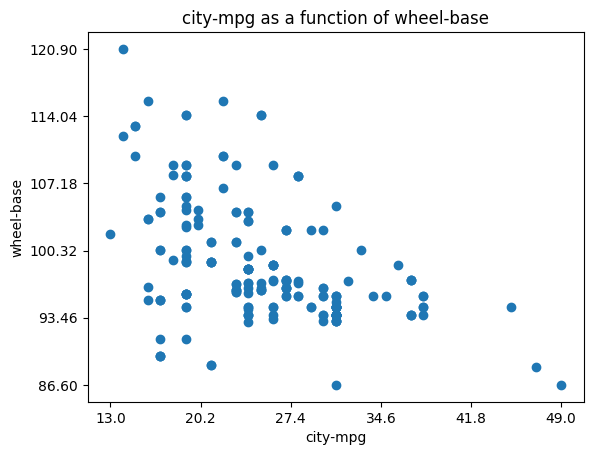 city-mpg as a function of wheel-base
120.90
114.04
107.18
100.32
93.46
86.60
wheel-base
13.0 20.2 27.4 34.6 41.8 49.0
city-mpg